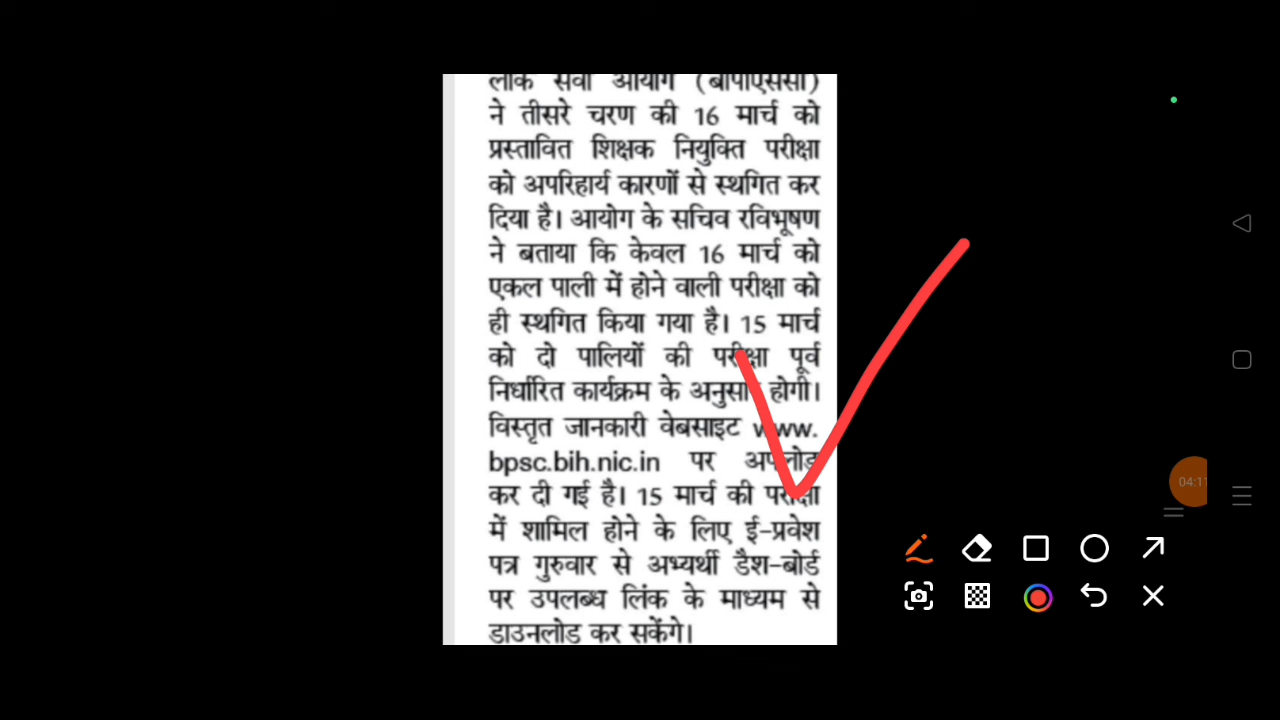 लोक सेवा आयोग (बीपीएससी)
ने तीसरे चरण की 16 मार्च को
प्रस्तावित शिक्षक नियुक्ति परीक्षा
को अपरिहार्य कारणों से स्थगित कर
दिया है। आयोग के सचिव रविभूषण
ने बताया कि केवल 16 मार्च को
एकल पाली में होने वाली परीक्षा को
ही स्थगित किया गया है। 15 मार्च
को दो पालियों की परीक्षा पूर्व
निर्धारित कार्यक्रम के अनुसार होगी।
विस्तृत जानकारी वेबसाइट www.
bpsc.bih.nic.in पर अपलोड
कर दी गई है। 15 मार्च की परीक्षा
में शामिल होने के लिए ई-प्रवेश
पत्र गुरुवार से अभ्यर्थी डैश-बोर्ड
पर उपलब्ध लिंक के माध्यम से
डाउनलोड कर सकेंगे।
04:11